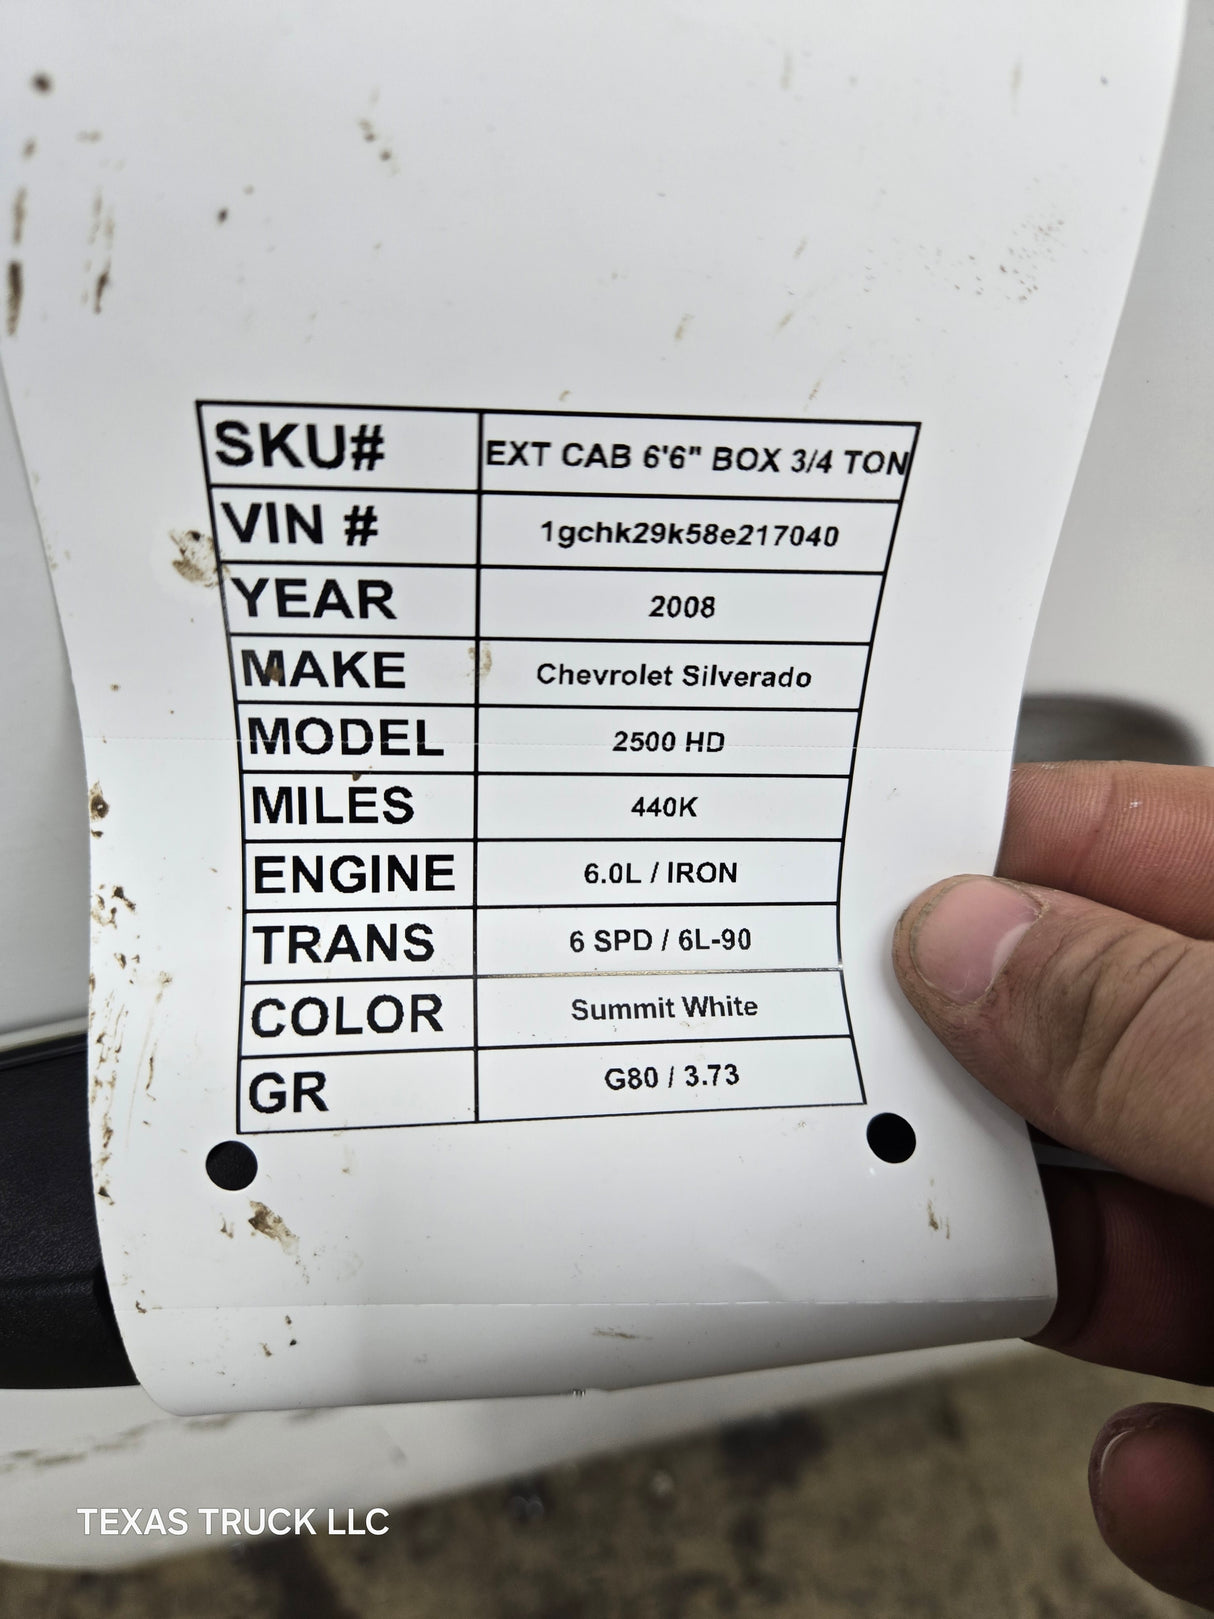 SKU# EXT CAB 6'6" BOX 3/4 TON
VIN # 1gchk29k58e217040
YEAR 2008
MAKE Chevrolet Silverado
MODEL 2500 HD
MILES 440K
ENGINE 6.0L / IRON
TRANS 6 SPD / 6L-90
COLOR Summit White
GR G80 / 3.73
TEXAS TRUCK LLC